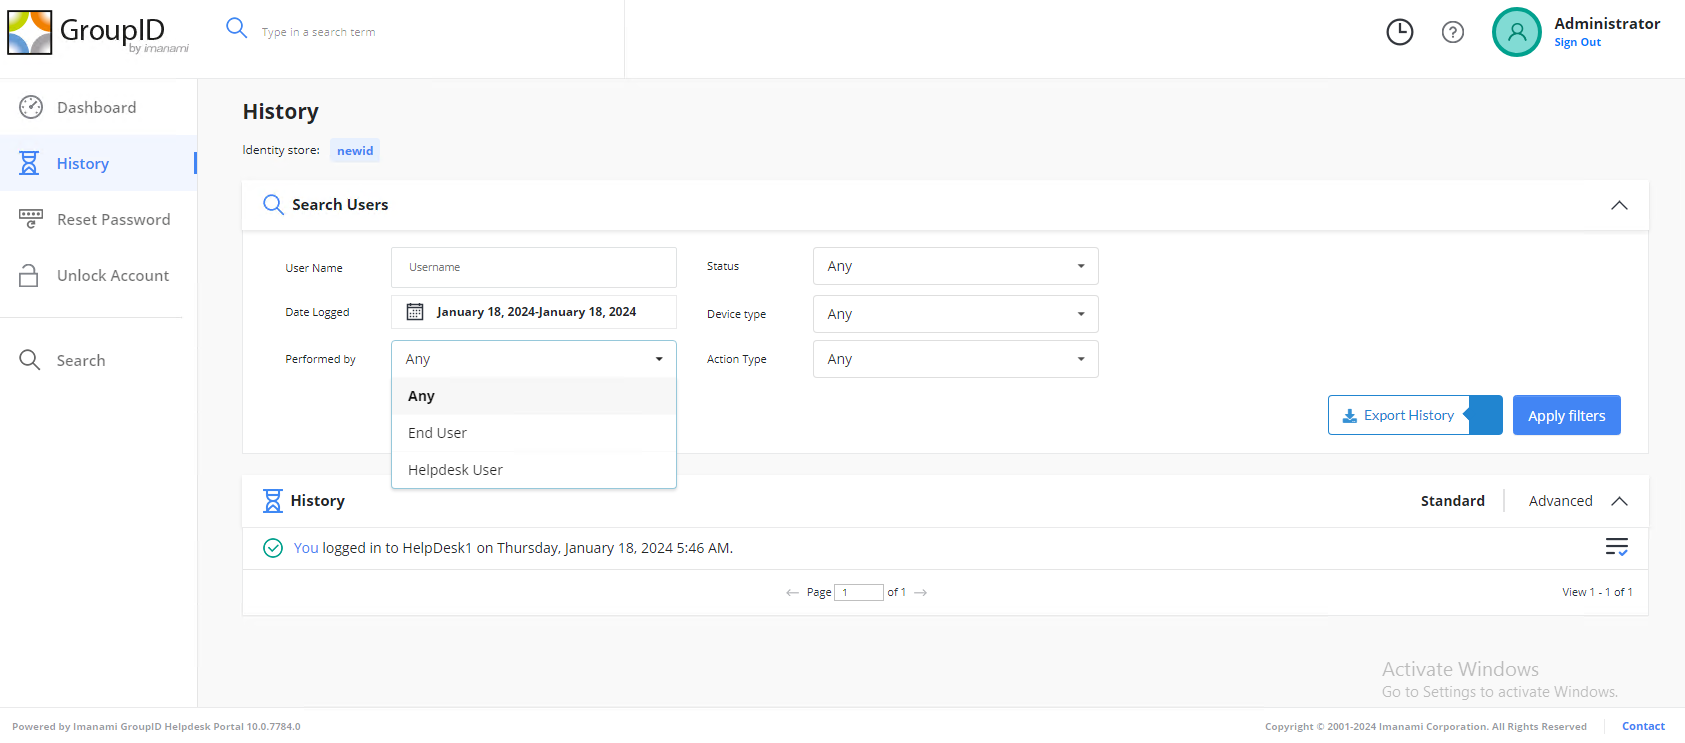 GroupID
by imanami
Type in a search term
Administrator
Sign Out
Dashboard
History
Reset Password
Unlock Account
Search
History
Identity store: newid
Search Users
User Name Username Status Any
Date Logged January 18, 2024-January 18, 2024 Device type Any
Performed by Any Action Type Any
Any
End User
Helpdesk User
Export History Apply filters
History Standard Advanced
You logged in to HelpDesk1 on Thursday, January 18, 2024 5:46 AM.
Page 1 of 1 View 1 - 1 of 1
Activate Windows
Go to Settings to activate Windows.
Powered by Imanami GroupID Helpdesk Portal 10.0.7784.0 Copyright © 2001-2024 Imanami Corporation. All Rights Reserved Contact